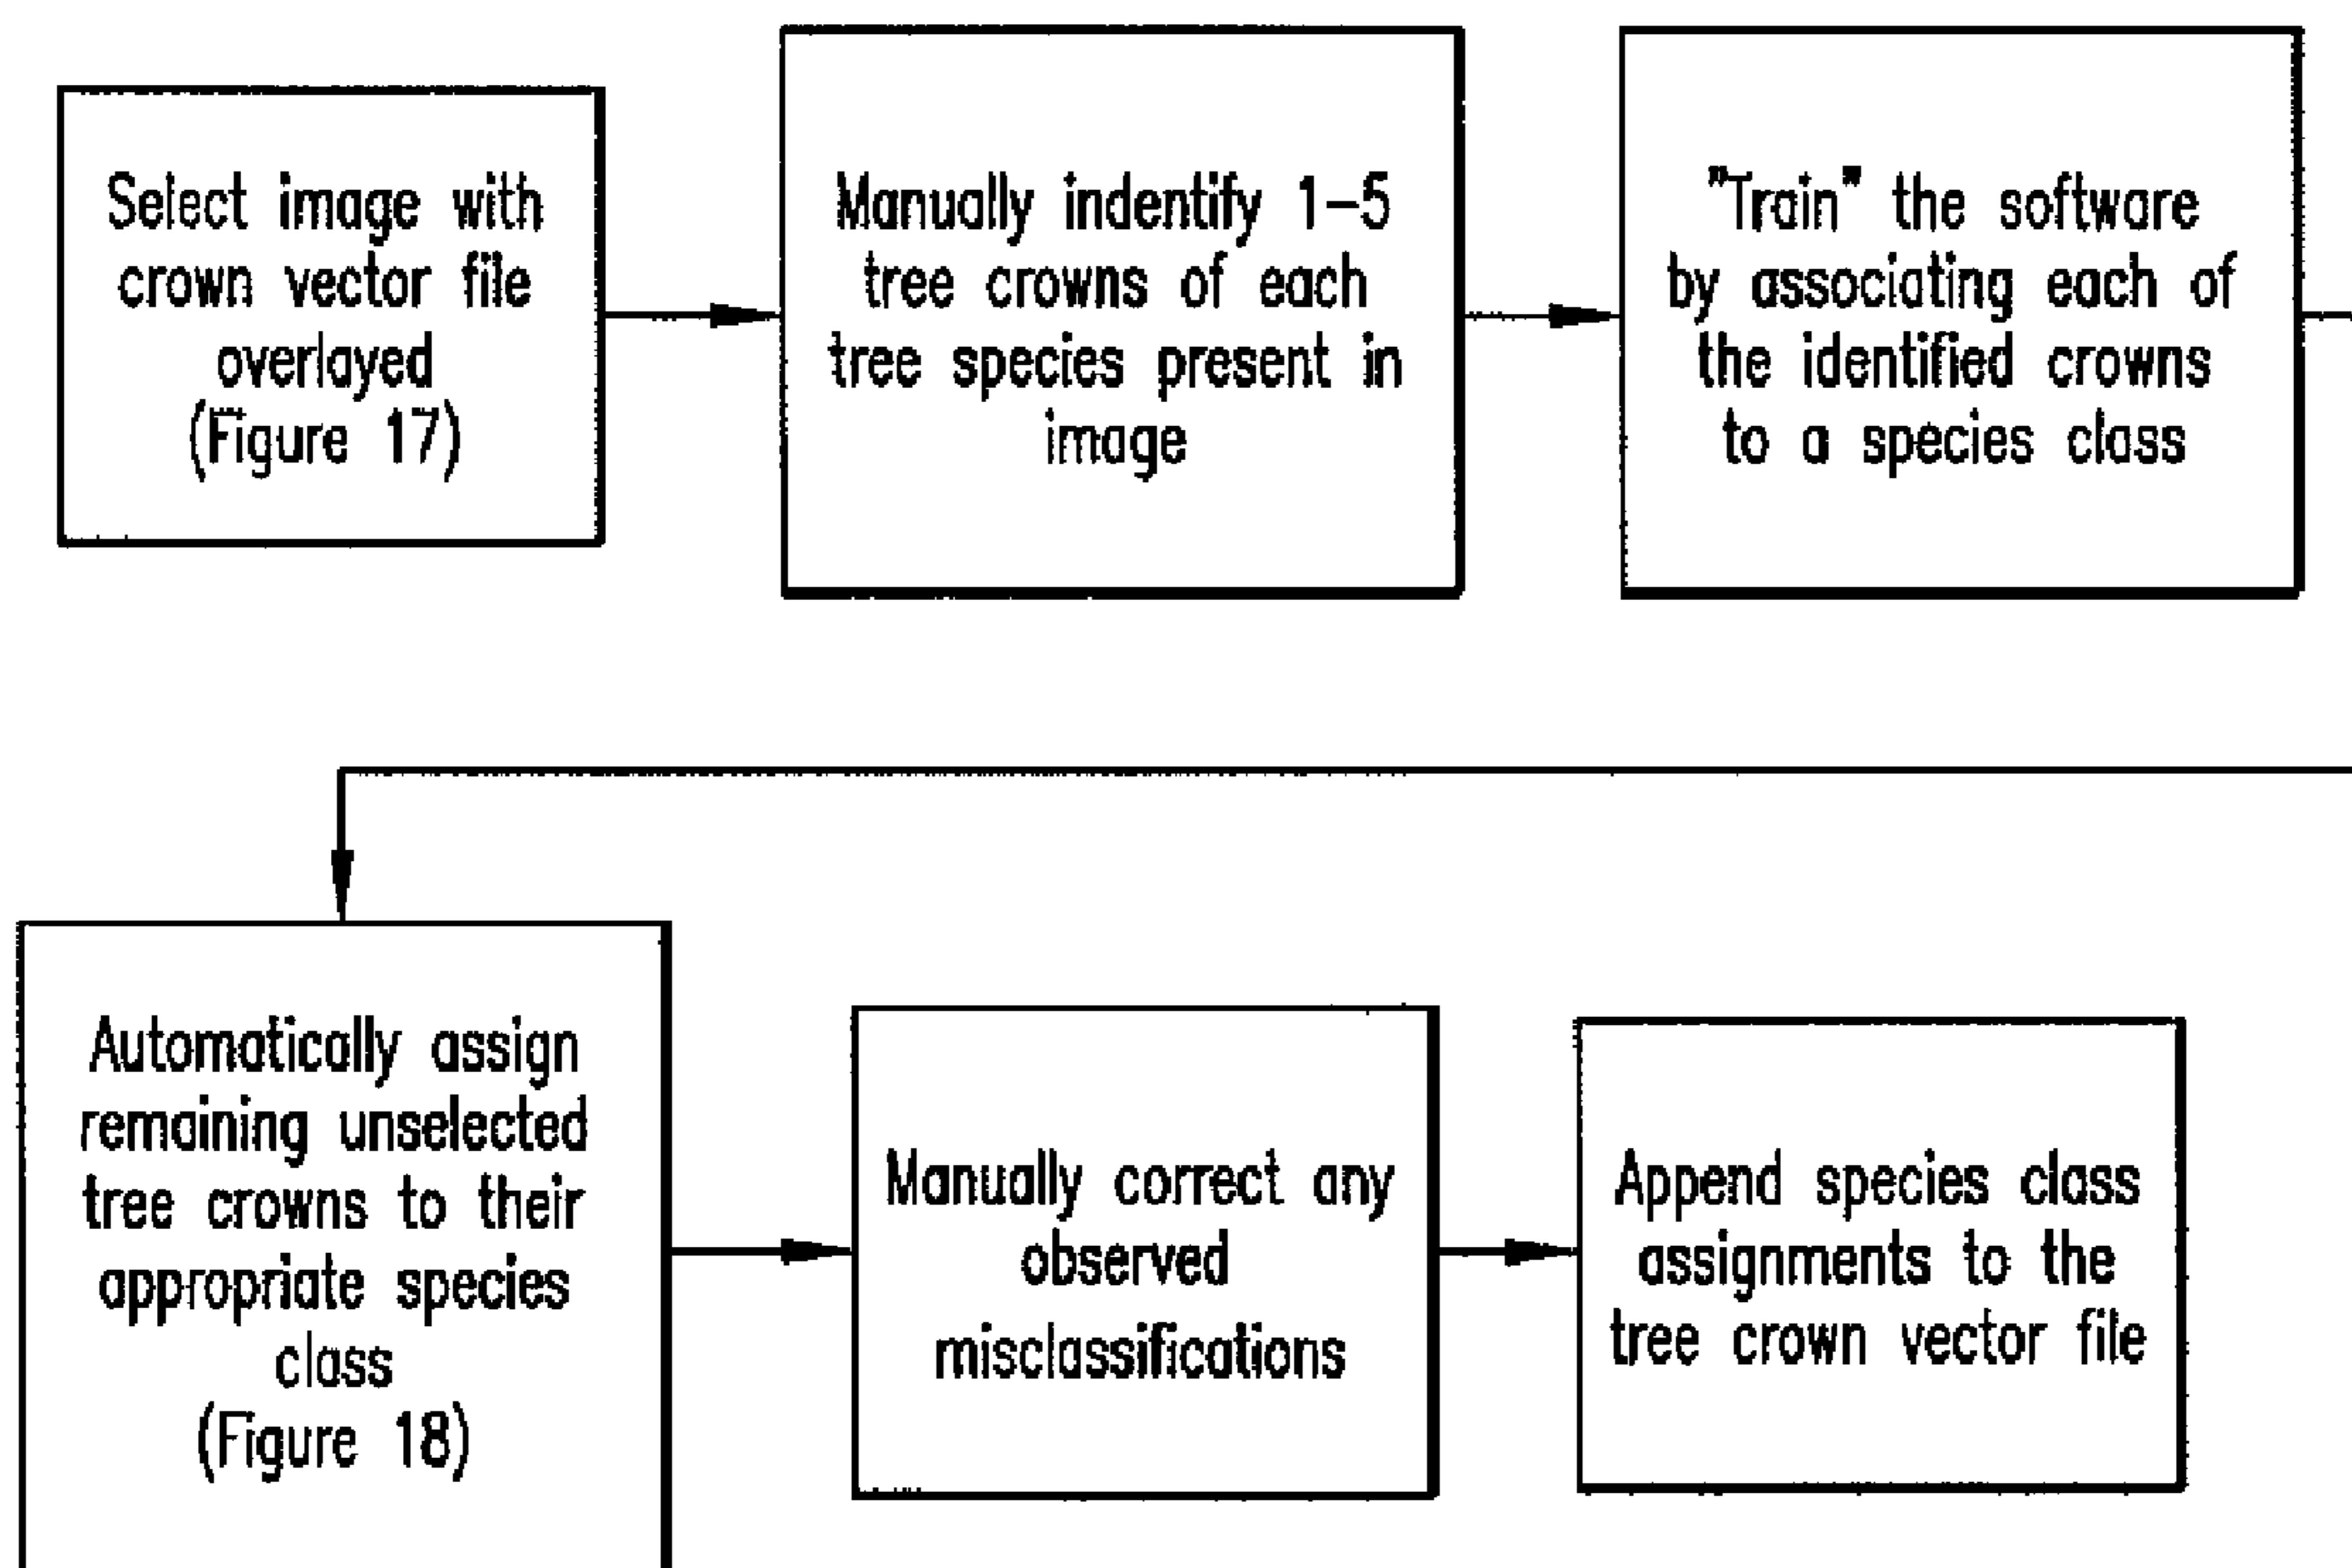 Select image with
crown vector file
overlayed
(Figure 17)
Manually indentify 1-5
tree crowns of each
tree species present in
image
"Train" the software
by associating each of
the identified crowns
to a species class
Automatically assign
remaining unselected
tree crowns to their
appropriate species
class
(Figure 18)
Manually correct any
observed
misclassifications
Append species class
assignments to the
tree crown vector file